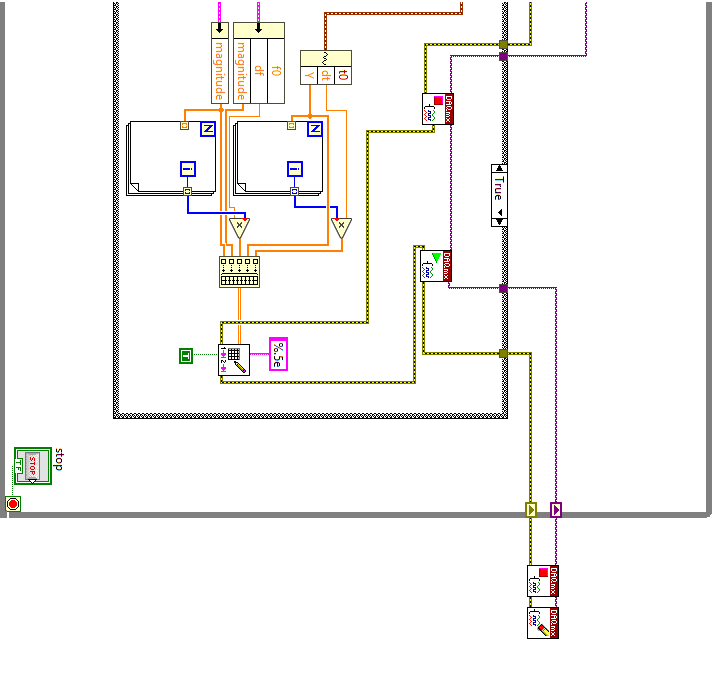 magnitude
magnitude
df
f0
Y
dt
t0
DAQmx
N
i
N
i
True
x
x
DAQmx
T
%.5e
stop
STOP
TF
DAQmx
DAQmx